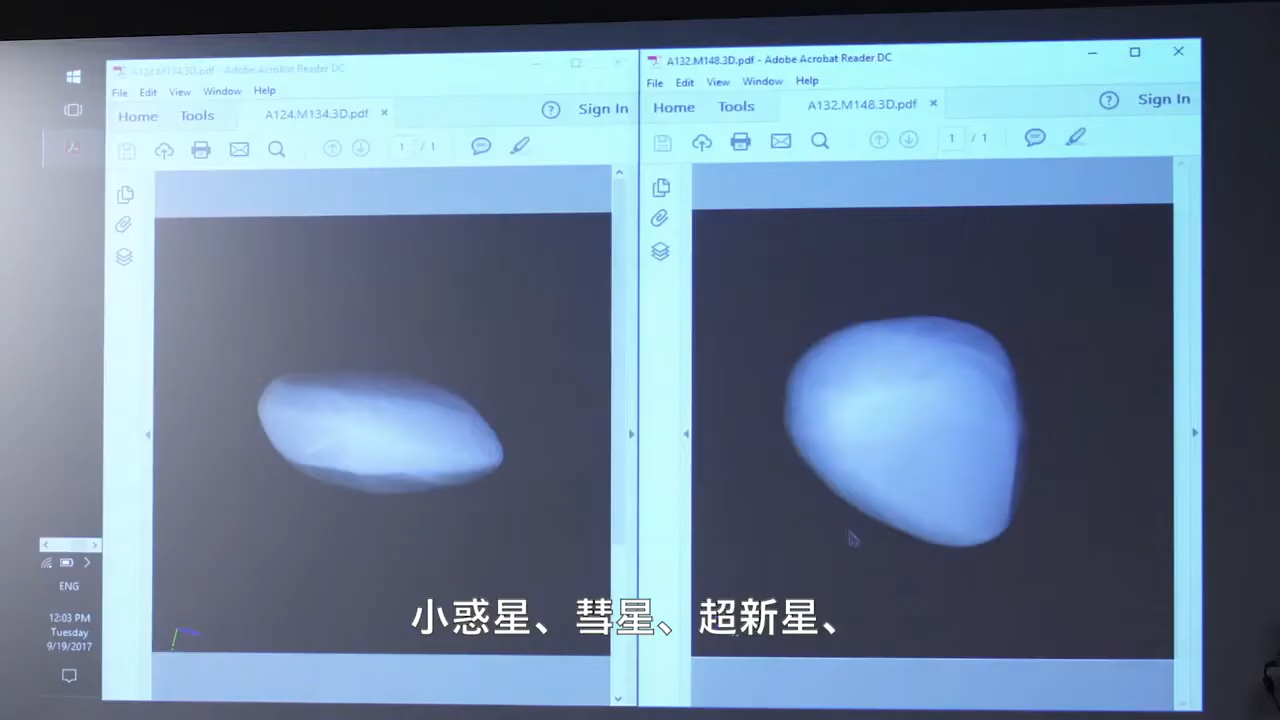 A124.M134.3D.pdf - Adobe Acrobat Reader DC
File Edit View Window Help
Home Tools A124.M134.3D.pdf × ? Sign In
1 / 1
A132.M148.3D.pdf - Adobe Acrobat Reader DC
File Edit View Window Help
Home Tools A132.M148.3D.pdf × ? Sign In
1 / 1
ENG
12:03 PM
Tuesday
9/19/2017
小惑星、彗星、超新星、